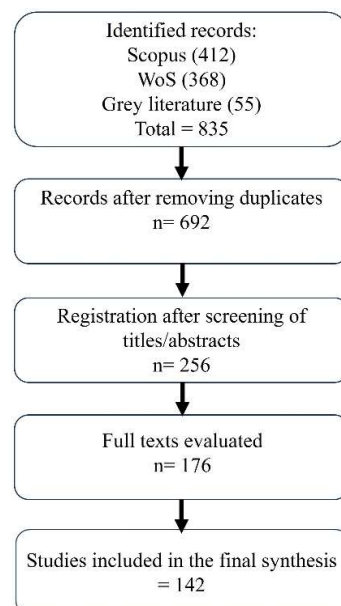 Identified records:
Scopus (412)
WoS (368)
Grey literature (55)
Total = 835
Records after removing duplicates
n= 692
Registration after screening of
titles/abstracts
n= 256
Full texts evaluated
n= 176
Studies included in the final synthesis
= 142